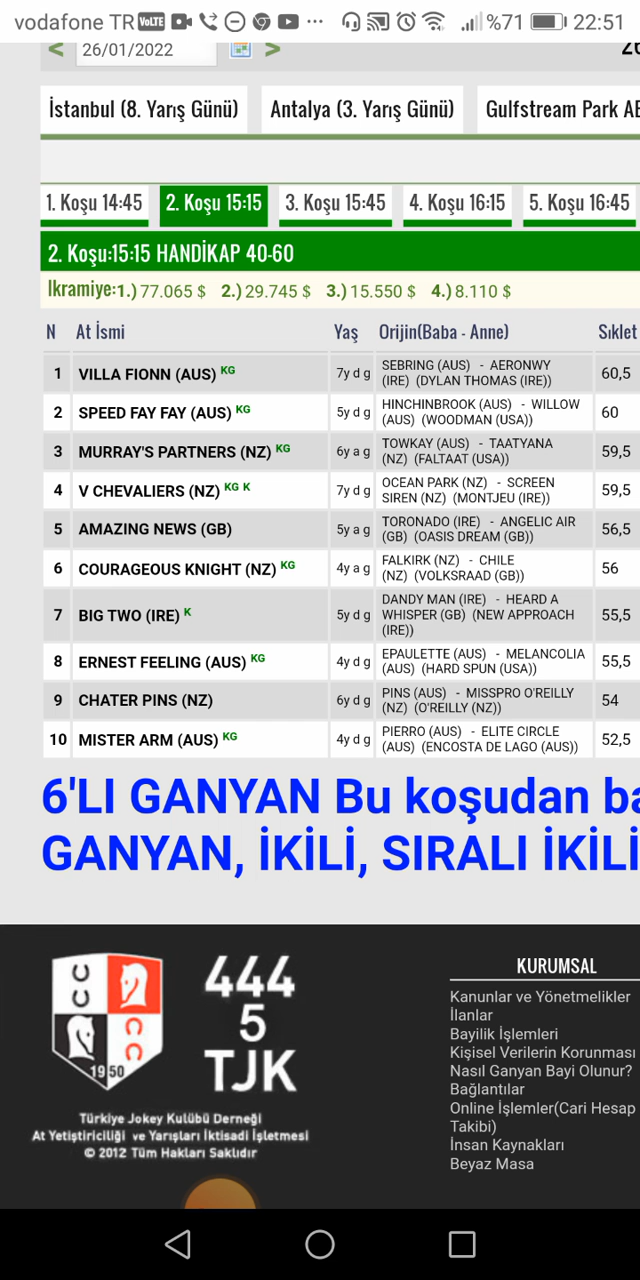 vodafone TR VoLTE %71 22:51
< 26/01/2022 > 26
İstanbul (8. Yarış Günü) Antalya (3. Yarış Günü) Gulfstream Park AB
1. Koşu 14:45 2. Koşu 15:15 3. Koşu 15:45 4. Koşu 16:15 5. Koşu 16:45
2. Koşu:15:15 HANDİKAP 40-60
Ikramiye:1.) 77.065 $ 2.) 29.745 $ 3.) 15.550 $ 4.) 8.110 $
N At İsmi Yaş Orijin(Baba - Anne) Sıklet
1 VILLA FIONN (AUS) KG 7y d g SEBRING (AUS) - AERONWY
(IRE) (DYLAN THOMAS (IRE)) 60,5
2 SPEED FAY FAY (AUS) KG 5y d g HINCHINBROOK (AUS) - WILLOW
(AUS) (WOODMAN (USA)) 60
3 MURRAY'S PARTNERS (NZ) KG 6y a g TOWKAY (AUS) - TAATYANA
(NZ) (FALTAAT (USA)) 59,5
4 V CHEVALIERS (NZ) KG K 7y d g OCEAN PARK (NZ) - SCREEN
SIREN (NZ) (MONTJEU (IRE)) 59,5
5 AMAZING NEWS (GB) 5y a g TORONADO (IRE) - ANGELIC AIR
(GB) (OASIS DREAM (GB)) 56,5
6 COURAGEOUS KNIGHT (NZ) KG 4y a g FALKIRK (NZ) - CHILE
(NZ) (VOLKSRAAD (GB)) 56
7 BIG TWO (IRE) K 5y d g DANDY MAN (IRE) - HEARD A
WHISPER (GB) (NEW APPROACH
(IRE)) 55,5
8 ERNEST FEELING (AUS) KG 4y d g EPAULETTE (AUS) - MELANCOLIA
(AUS) (HARD SPUN (USA)) 55,5
9 CHATER PINS (NZ) 6y d g PINS (AUS) - MISSPRO O'REILLY
(NZ) (O'REILLY (NZ)) 54
10 MISTER ARM (AUS) KG 4y d g PIERRO (AUS) - ELITE CIRCLE
(AUS) (ENCOSTA DE LAGO (AUS)) 52,5
6'LI GANYAN Bu koşudan ba
GANYAN, İKİLİ, SIRALI İKİLİ
1950
444
5
TJK
Türkiye Jokey Kulübü Derneği
At Yetiştiriciliği ve Yarışları İktisadi İşletmesi
© 2012 Tüm Hakları Saklıdır
KURUMSAL
Kanunlar ve Yönetmelikler
İlanlar
Bayilik İşlemleri
Kişisel Verilerin Korunması
Nasıl Ganyan Bayi Olunur?
Bağlantılar
Online İşlemler(Cari Hesap
Takibi)
İnsan Kaynakları
Beyaz Masa